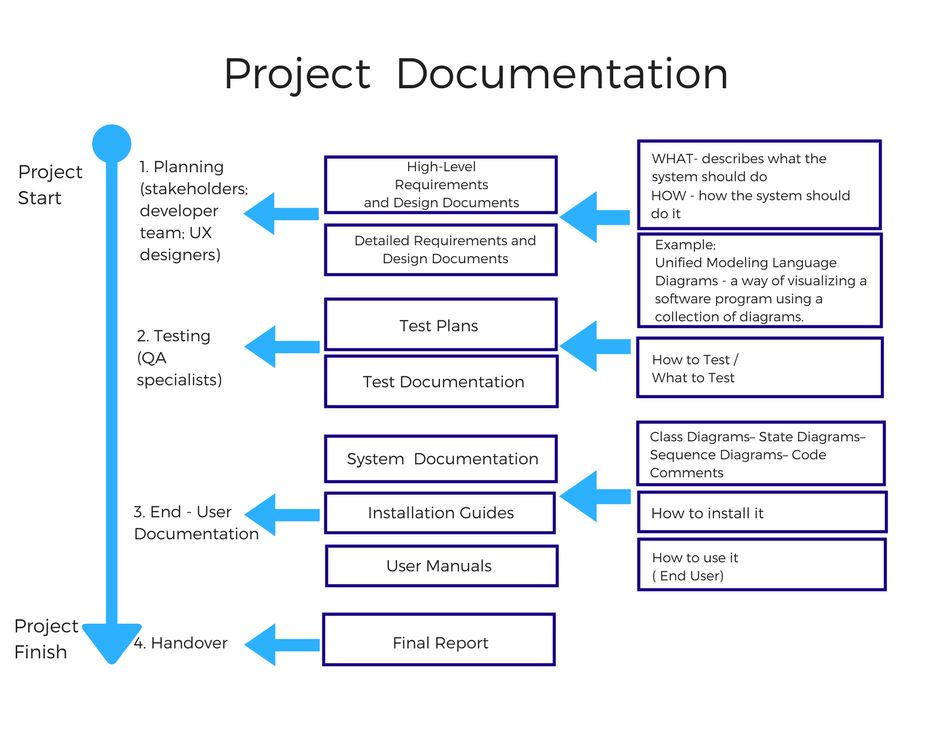 Project Documentation
Project
Start
1. Planning
(stakeholders;
developer
team; UX
designers)
High-Level
Requirements
and Design Documents
Detailed Requirements and
Design Documents
WHAT- describes what the
system should do
HOW - how the system should
do it
Example;
Unified Modeling Language
Diagrams - a way of visualizing a
software program using a
collection of diagrams.
2. Testing
(QA
specialists)
Test Plans
Test Documentation
How to Test /
What to Test
3. End - User
Documentation
System Documentation
Installation Guides
User Manuals
Class Diagrams– State Diagrams–
Sequence Diagrams– Code
Comments
How to install it
How to use it
( End User)
Project
Finish
4. Handover
Final Report